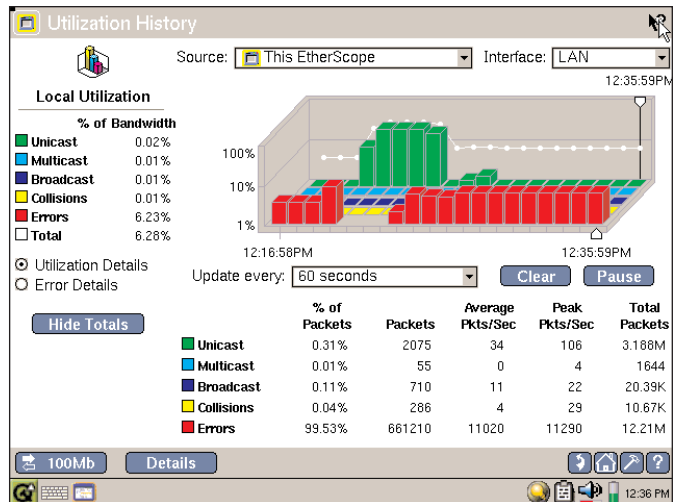 Utilization History
Source: This EtherScope Interface: LAN
12:35:59PM
Local Utilization
% of Bandwidth
Unicast 0.02%
Multicast 0.01%
Broadcast 0.01%
Collisions 0.01%
Errors 6.23%
Total 6.28%
100%
10%
1%
12:16:58PM 12:35:59PM
Utilization Details
Error Details
Update every: 60 seconds Clear Pause
Hide Totals
% of Packets Packets Average Pkts/Sec Peak Pkts/Sec Total Packets
Unicast 0.31% 2075 34 106 3.188M
Multicast 0.01% 55 0 4 1644
Broadcast 0.11% 710 11 22 20.39K
Collisions 0.04% 286 4 29 10.67K
Errors 99.53% 661210 11020 11290 12.21M
100Mb Details
?
12:36 PM